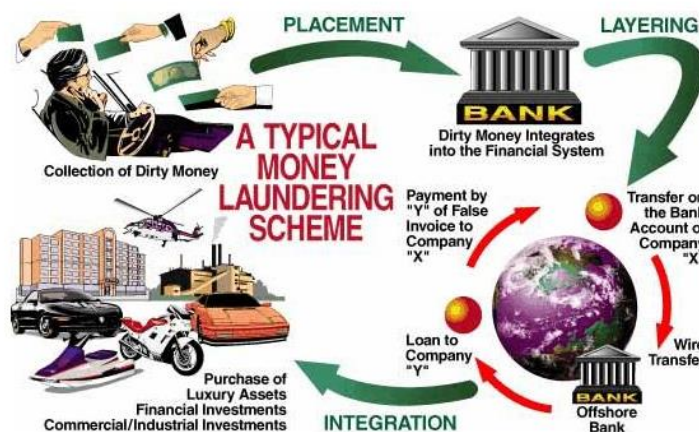 PLACEMENT
LAYERING
BANK
Dirty Money Integrates
into the Financial System
Collection of Dirty Money
A TYPICAL
MONEY
LAUNDERING
SCHEME
Payment by
"Y" of False
Invoice to
Company
"X"
Transfer on
the Bank
Account of
Company
"X"
Wire
Transfer
Loan to
Company
"Y"
BANK
Offshore
Bank
Purchase of
Luxury Assets
Financial Investments
Commercial/Industrial Investments
INTEGRATION